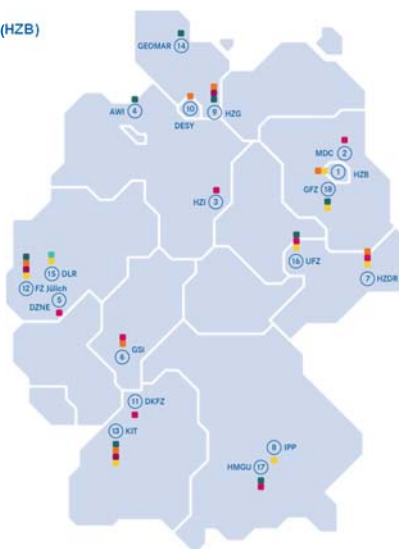 (HZB)
GEOMAR 14
AWI 4
10
DESY
9
HZG
MDC 2
1
HZB
GFZ 18
HZI 3
16 UFZ
7
HZDR
15 DLR
12 FZ Jülich
5
DZNE
6 GSI
11 DKFZ
13 KIT
8 IPP
HMGU 17